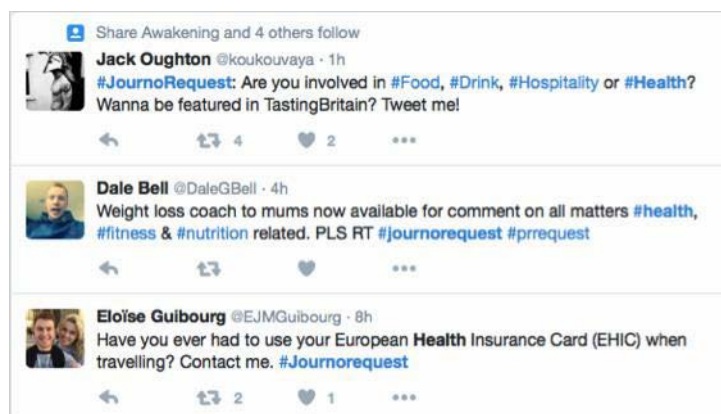 Share Awakening and 4 others follow
Jack Oughton @koukouvaya · 1h
#JournoRequest: Are you involved in #Food, #Drink, #Hospitality or #Health?
Wanna be featured in TastingBritain? Tweet me!
4 2
Dale Bell @DaleGBell · 4h
Weight loss coach to mums now available for comment on all matters #health,
#fitness & #nutrition related. PLS RT #journorequest #prrequest
Eloïse Guibourg @EJMGuibourg · 8h
Have you ever had to use your European Health Insurance Card (EHIC) when
travelling? Contact me. #Journorequest
2 1